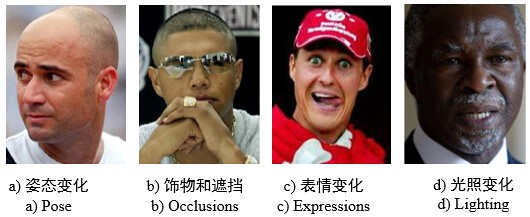 a) 姿态变化
a) Pose
b) 饰物和遮挡
b) Occlusions
c) 表情变化
c) Expressions
d) 光照变化
d) Lighting